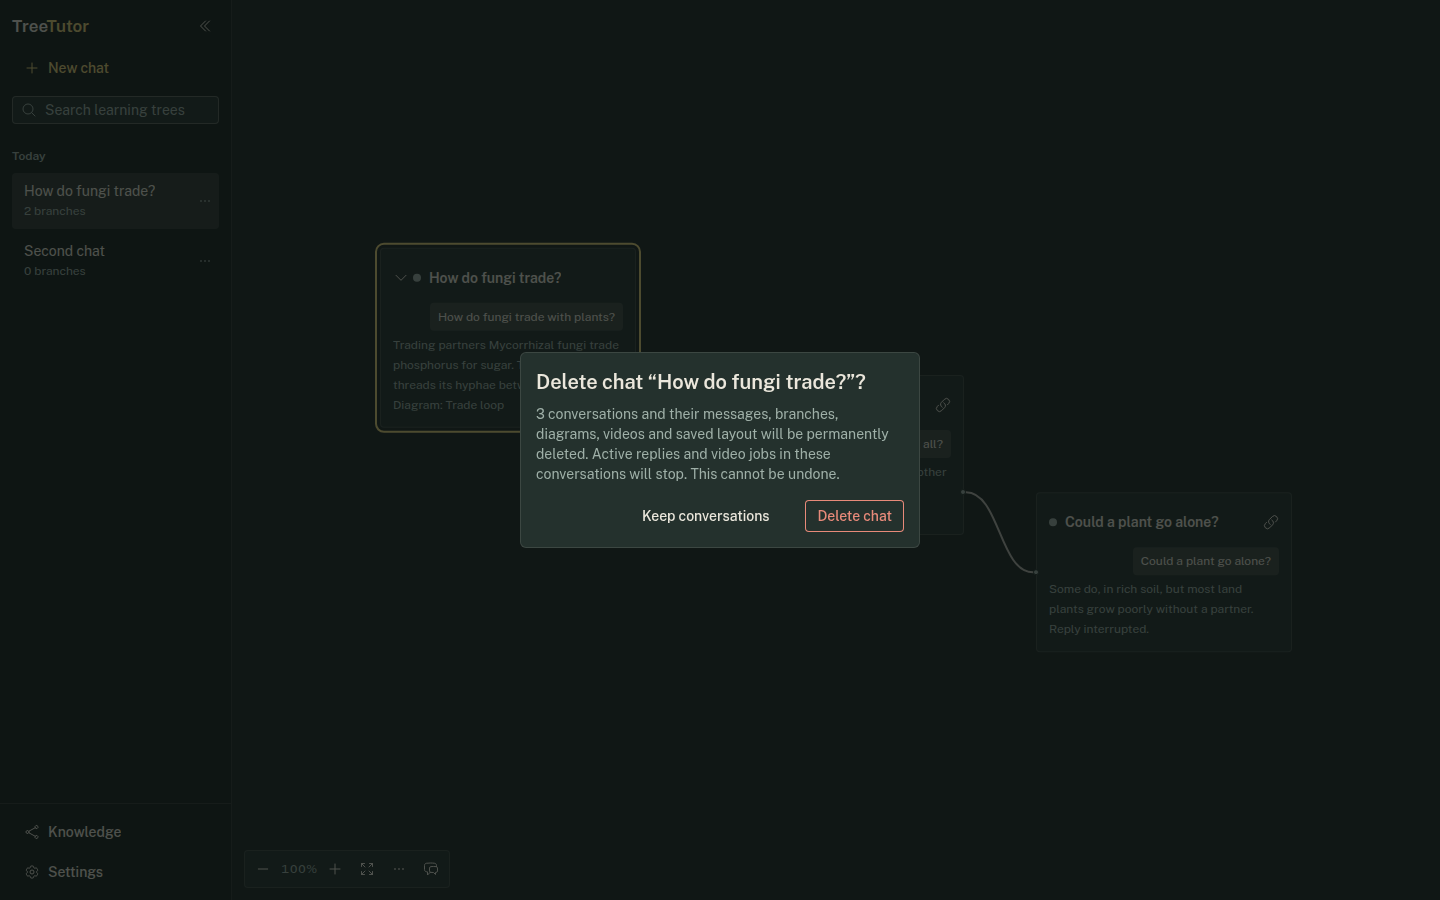 TreeTutor
New chat
Search learning trees
Today
How do fungi trade?
2 branches
Second chat
0 branches
Knowledge
Settings
How do fungi trade?
How do fungi trade with plants?
Trading partners Mycorrhizal fungi trade
phosphorus for sugar.
threads its hyphae
Diagram: Trade loop
Delete chat “How do fungi trade?”?
3 conversations and their messages, branches,
diagrams, videos and saved layout will be permanently
deleted. Active replies and video jobs in these
conversations will stop. This cannot be undone.
Keep conversations
Delete chat
all?
other
Could a plant go alone?
Could a plant go alone?
Some do, in rich soil, but most land
plants grow poorly without a partner.
Reply interrupted.
100%